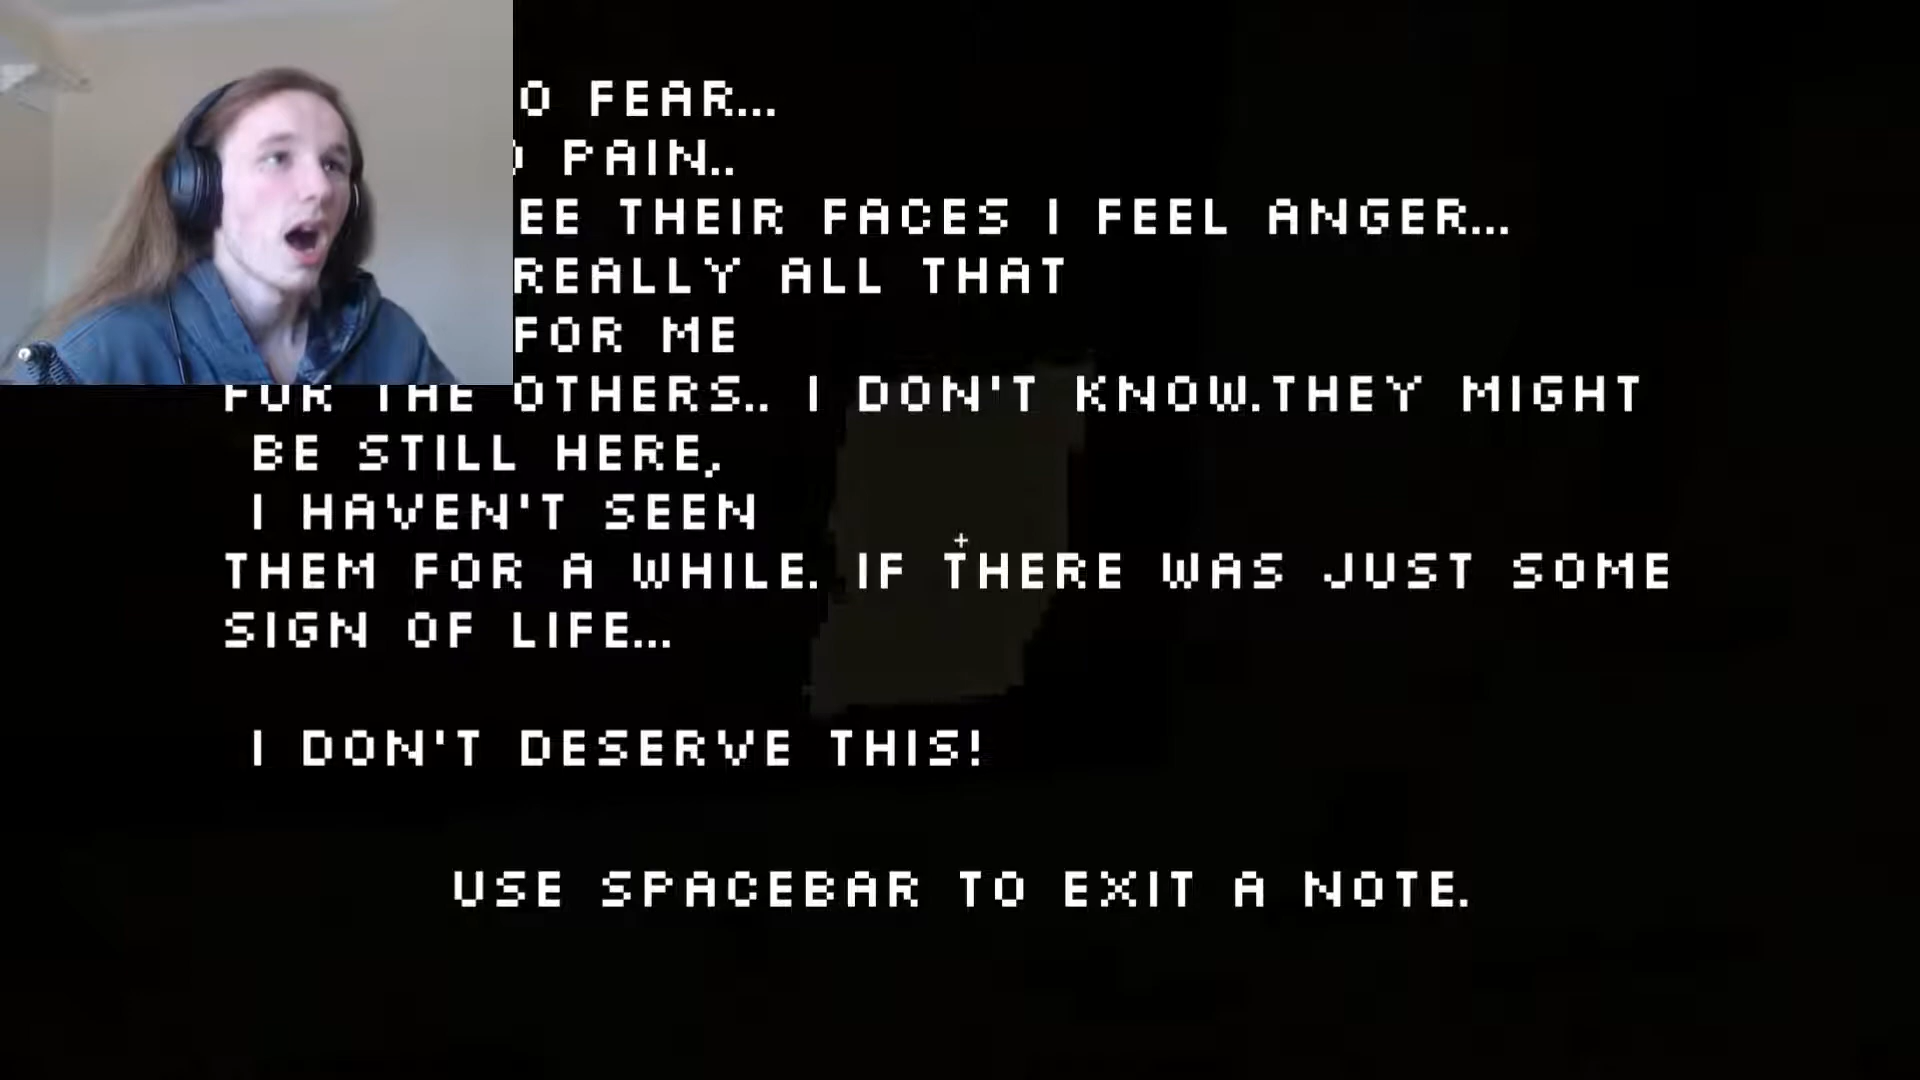 FEAR...
PAIN..
THEIR FACES I FEEL ANGER...
REALLY ALL THAT
FOR ME
FOR THE OTHERS.. I DON'T KNOW.THEY MIGHT
BE STILL HERE,
I HAVEN'T SEEN
THEM FOR A WHILE. IF THERE WAS JUST SOME
SIGN OF LIFE...
I DON'T DESERVE THIS!
USE SPACEBAR TO EXIT A NOTE.